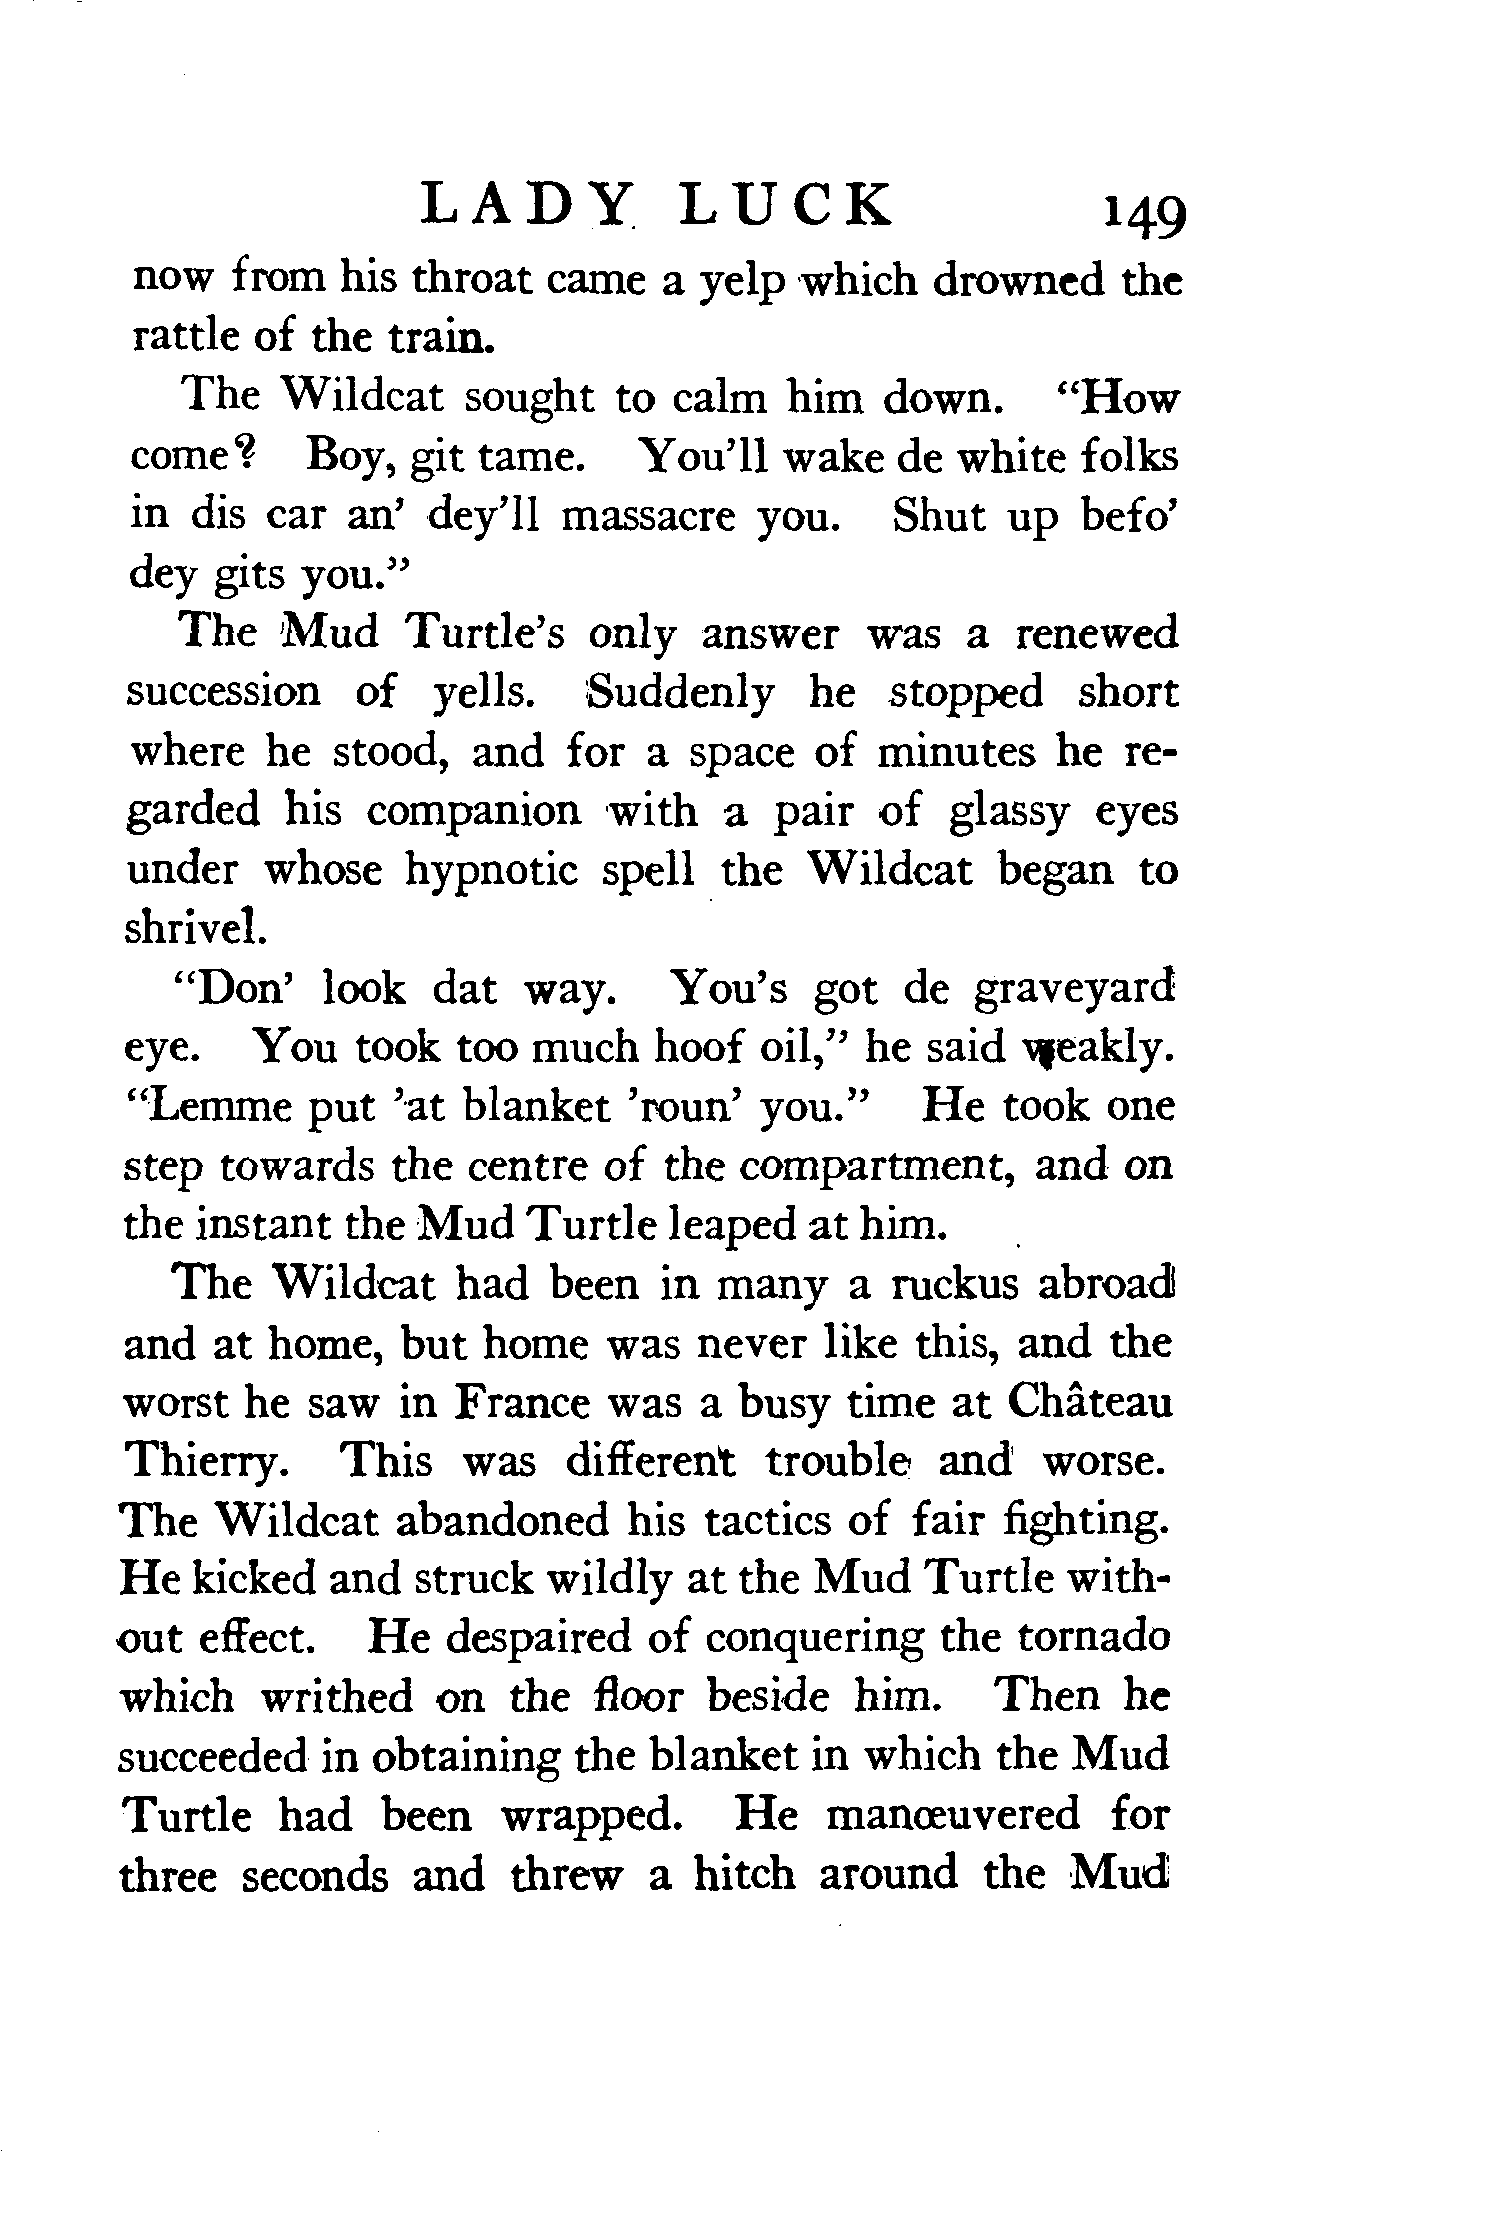 LADY LUCK 149
now from his throat came a yelp which drowned the
rattle of the train.
The Wildcat sought to calm him down. “How
come? Boy, git tame. You’ll wake de white folks
in dis car an’ dey’ll massacre you. Shut up befo’
dey gits you.”
The Mud Turtle’s only answer was a renewed
succession of yells. Suddenly he stopped short
where he stood, and for a space of minutes he re-
garded his companion with a pair of glassy eyes
under whose hypnotic spell the Wildcat began to
shrivel.
“Don’ look dat way. You’s got de graveyard
eye. You took too much hoof oil,” he said weakly.
“Lemme put ’at blanket ’roun’ you.” He took one
step towards the centre of the compartment, and on
the instant the Mud Turtle leaped at him.
The Wildcat had been in many a ruckus abroad
and at home, but home was never like this, and the
worst he saw in France was a busy time at Château
Thierry. This was different trouble and worse.
The Wildcat abandoned his tactics of fair fighting.
He kicked and struck wildly at the Mud Turtle with-
out effect. He despaired of conquering the tornado
which writhed on the floor beside him. Then he
succeeded in obtaining the blanket in which the Mud
Turtle had been wrapped. He manœuvered for
three seconds and threw a hitch around the Mud